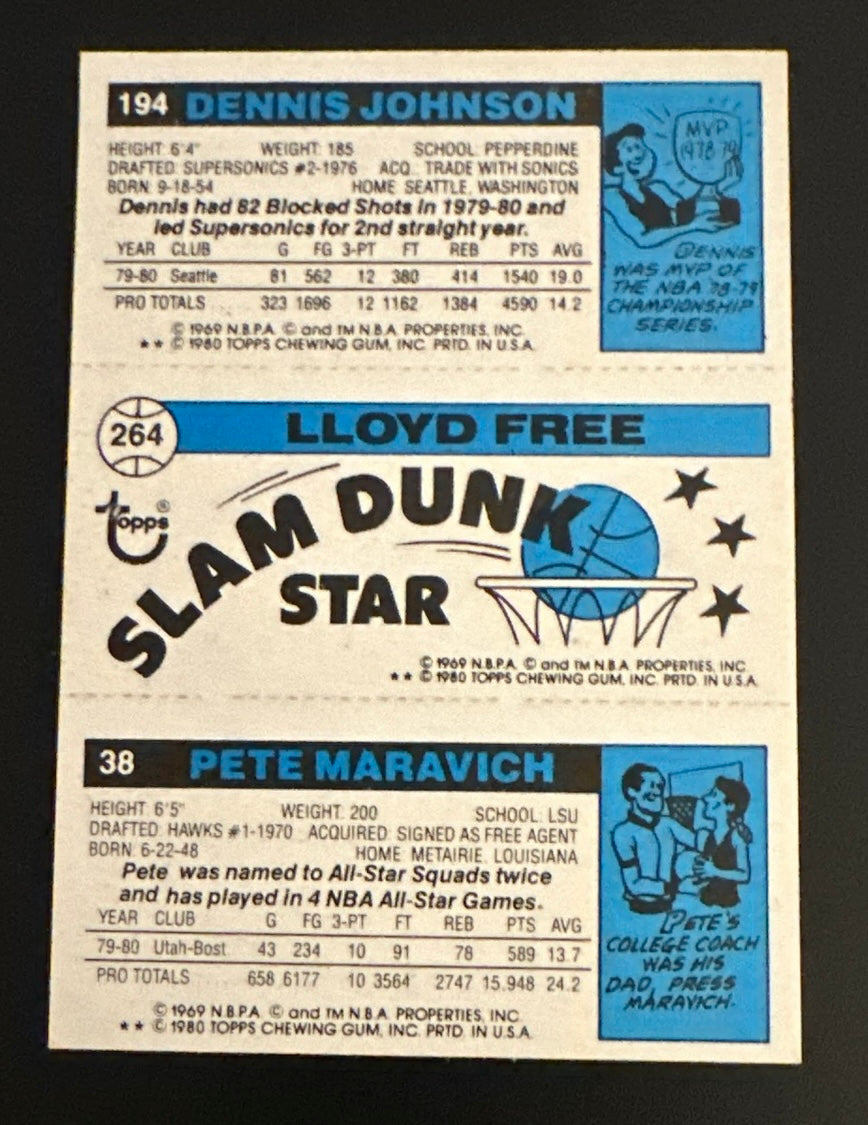 194 DENNIS JOHNSON
HEIGHT: 6'4" WEIGHT: 185 SCHOOL: PEPPERDINE
DRAFTED: SUPERSONICS #2-1976 ACQ.: TRADE WITH SONICS
BORN: 9-18-54 HOME: SEATTLE, WASHINGTON
Dennis had 82 Blocked Shots in 1979-80 and
led Supersonics for 2nd straight year.
YEAR CLUB G FG 3-PT FT REB PTS AVG
79-80 Seattle 81 562 12 380 414 1540 19.0
PRO TOTALS ... 323 1696 12 1162 1384 4590 14.2
© 1969 N.B.P.A. © and TM N.B.A. PROPERTIES, INC.
** © 1980 TOPPS CHEWING GUM, INC. PRTD. IN U.S.A.
MVP
1978-79
DENNIS
WAS MVP OF
THE NBA '78-79
CHAMPIONSHIP
SERIES.
264 LLOYD FREE
topps®
SLAM DUNK
STAR
© 1969 N.B.P.A. © and TM N.B.A. PROPERTIES, INC.
** © 1980 TOPPS CHEWING GUM, INC. PRTD. IN U.S.A.
38 PETE MARAVICH
HEIGHT: 6'5" WEIGHT: 200 SCHOOL: LSU
DRAFTED: HAWKS #1-1970 ACQUIRED: SIGNED AS FREE AGENT
BORN: 6-22-48 HOME: METAIRIE, LOUISIANA
Pete was named to All-Star Squads twice
and has played in 4 NBA All-Star Games.
YEAR CLUB G FG 3-PT FT REB PTS AVG
79-80 Utah-Bost 43 234 10 91 78 589 13.7
PRO TOTALS .... 658 6177 10 3564 2747 15,948 24.2
© 1969 N.B.P.A. © and TM N.B.A. PROPERTIES, INC.
** © 1980 TOPPS CHEWING GUM, INC. PRTD. IN U.S.A.
PETE'S
COLLEGE COACH
WAS HIS
DAD, PRESS
MARAVICH.